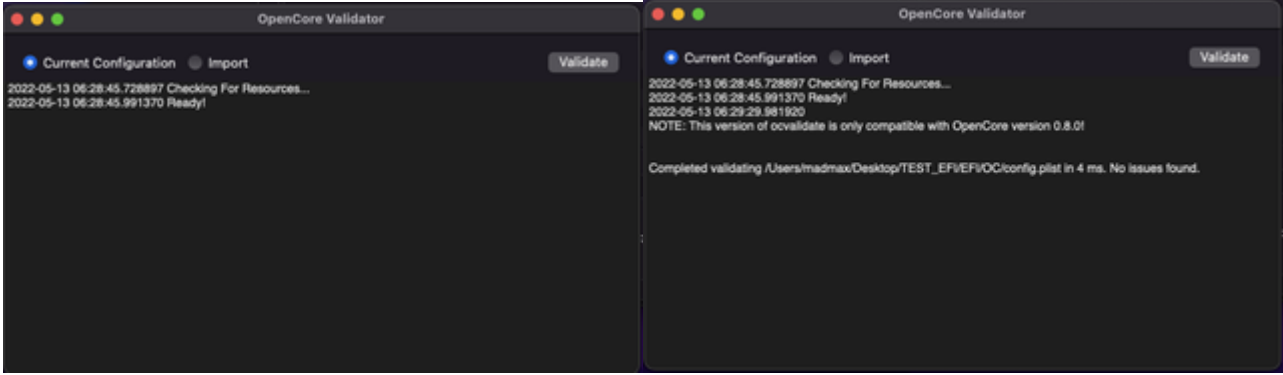 OpenCore Validator
Current Configuration Import Validate
2022-05-13 06:28:45.728897 Checking For Resources...
2022-05-13 06:28:45.991370 Ready!
OpenCore Validator
Current Configuration Import Validate
2022-05-13 06:28:45.728897 Checking For Resources...
2022-05-13 06:28:45.991370 Ready!
2022-05-13 06:29:29.981920
NOTE: This version of ocvalidate is only compatible with OpenCore version 0.8.0!
Completed validating /Users/madmax/Desktop/TEST_EFI/EFI/OC/config.plist in 4 ms. No issues found.